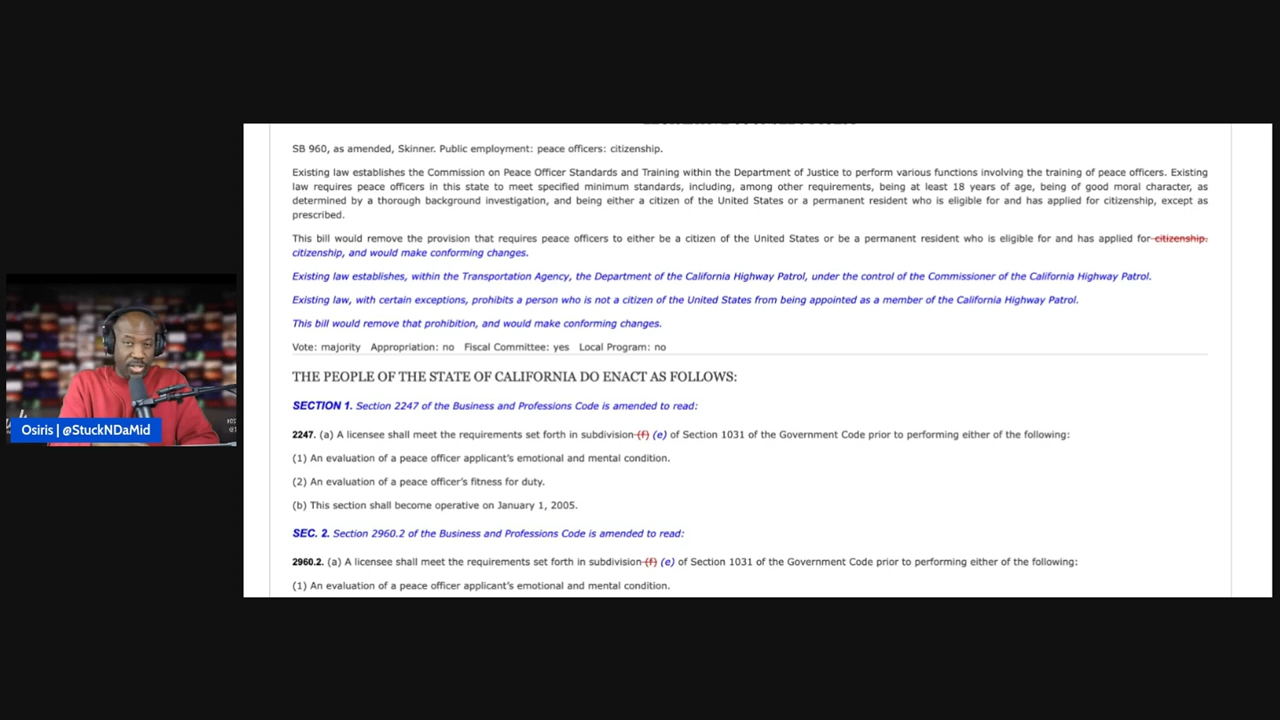 SB 960, as amended, Skinner. Public employment: peace officers: citizenship.
Existing law establishes the Commission on Peace Officer Standards and Training within the Department of Justice to perform various functions involving the training of peace officers. Existing
law requires peace officers in this state to meet specified minimum standards, including, among other requirements, being at least 18 years of age, being of good moral character, as
determined by a thorough background investigation, and being either a citizen of the United States or a permanent resident who is eligible for and has applied for citizenship, except as
prescribed.
This bill would remove the provision that requires peace officers to either be a citizen of the United States or be a permanent resident who is eligible for and has applied for citizenship.
citizenship, and would make conforming changes.
Existing law establishes, within the Transportation Agency, the Department of the California Highway Patrol, under the control of the Commissioner of the California Highway Patrol.
Existing law, with certain exceptions, prohibits a person who is not a citizen of the United States from being appointed as a member of the California Highway Patrol.
This bill would remove that prohibition, and would make conforming changes.
Vote: majority Appropriation: no Fiscal Committee: yes Local Program: no
THE PEOPLE OF THE STATE OF CALIFORNIA DO ENACT AS FOLLOWS:
SECTION 1. Section 2247 of the Business and Professions Code is amended to read:
2247. (a) A licensee shall meet the requirements set forth in subdivision (f) (e) of Section 1031 of the Government Code prior to performing either of the following:
(1) An evaluation of a peace officer applicant's emotional and mental condition.
(2) An evaluation of a peace officer's fitness for duty.
(b) This section shall become operative on January 1, 2005.
SEC. 2. Section 2960.2 of the Business and Professions Code is amended to read:
2960.2. (a) A licensee shall meet the requirements set forth in subdivision (f) (e) of Section 1031 of the Government Code prior to performing either of the following:
(1) An evaluation of a peace officer applicant's emotional and mental condition.
Osiris | @StuckNDaMid